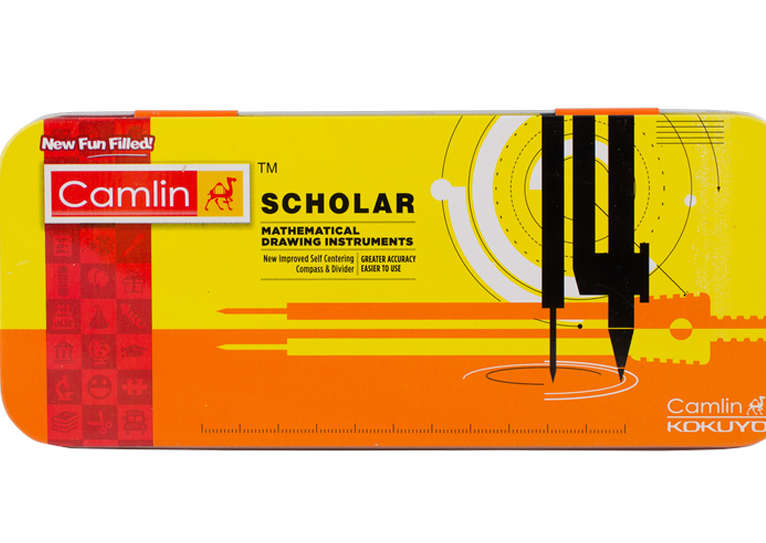 New Fun Filled!
Camlin
TM
SCHOLAR
MATHEMATICAL
DRAWING INSTRUMENTS
New Improved Self Centering
Compass & Divider
GREATER ACCURACY
EASIER TO USE
Camlin
KOKUYO